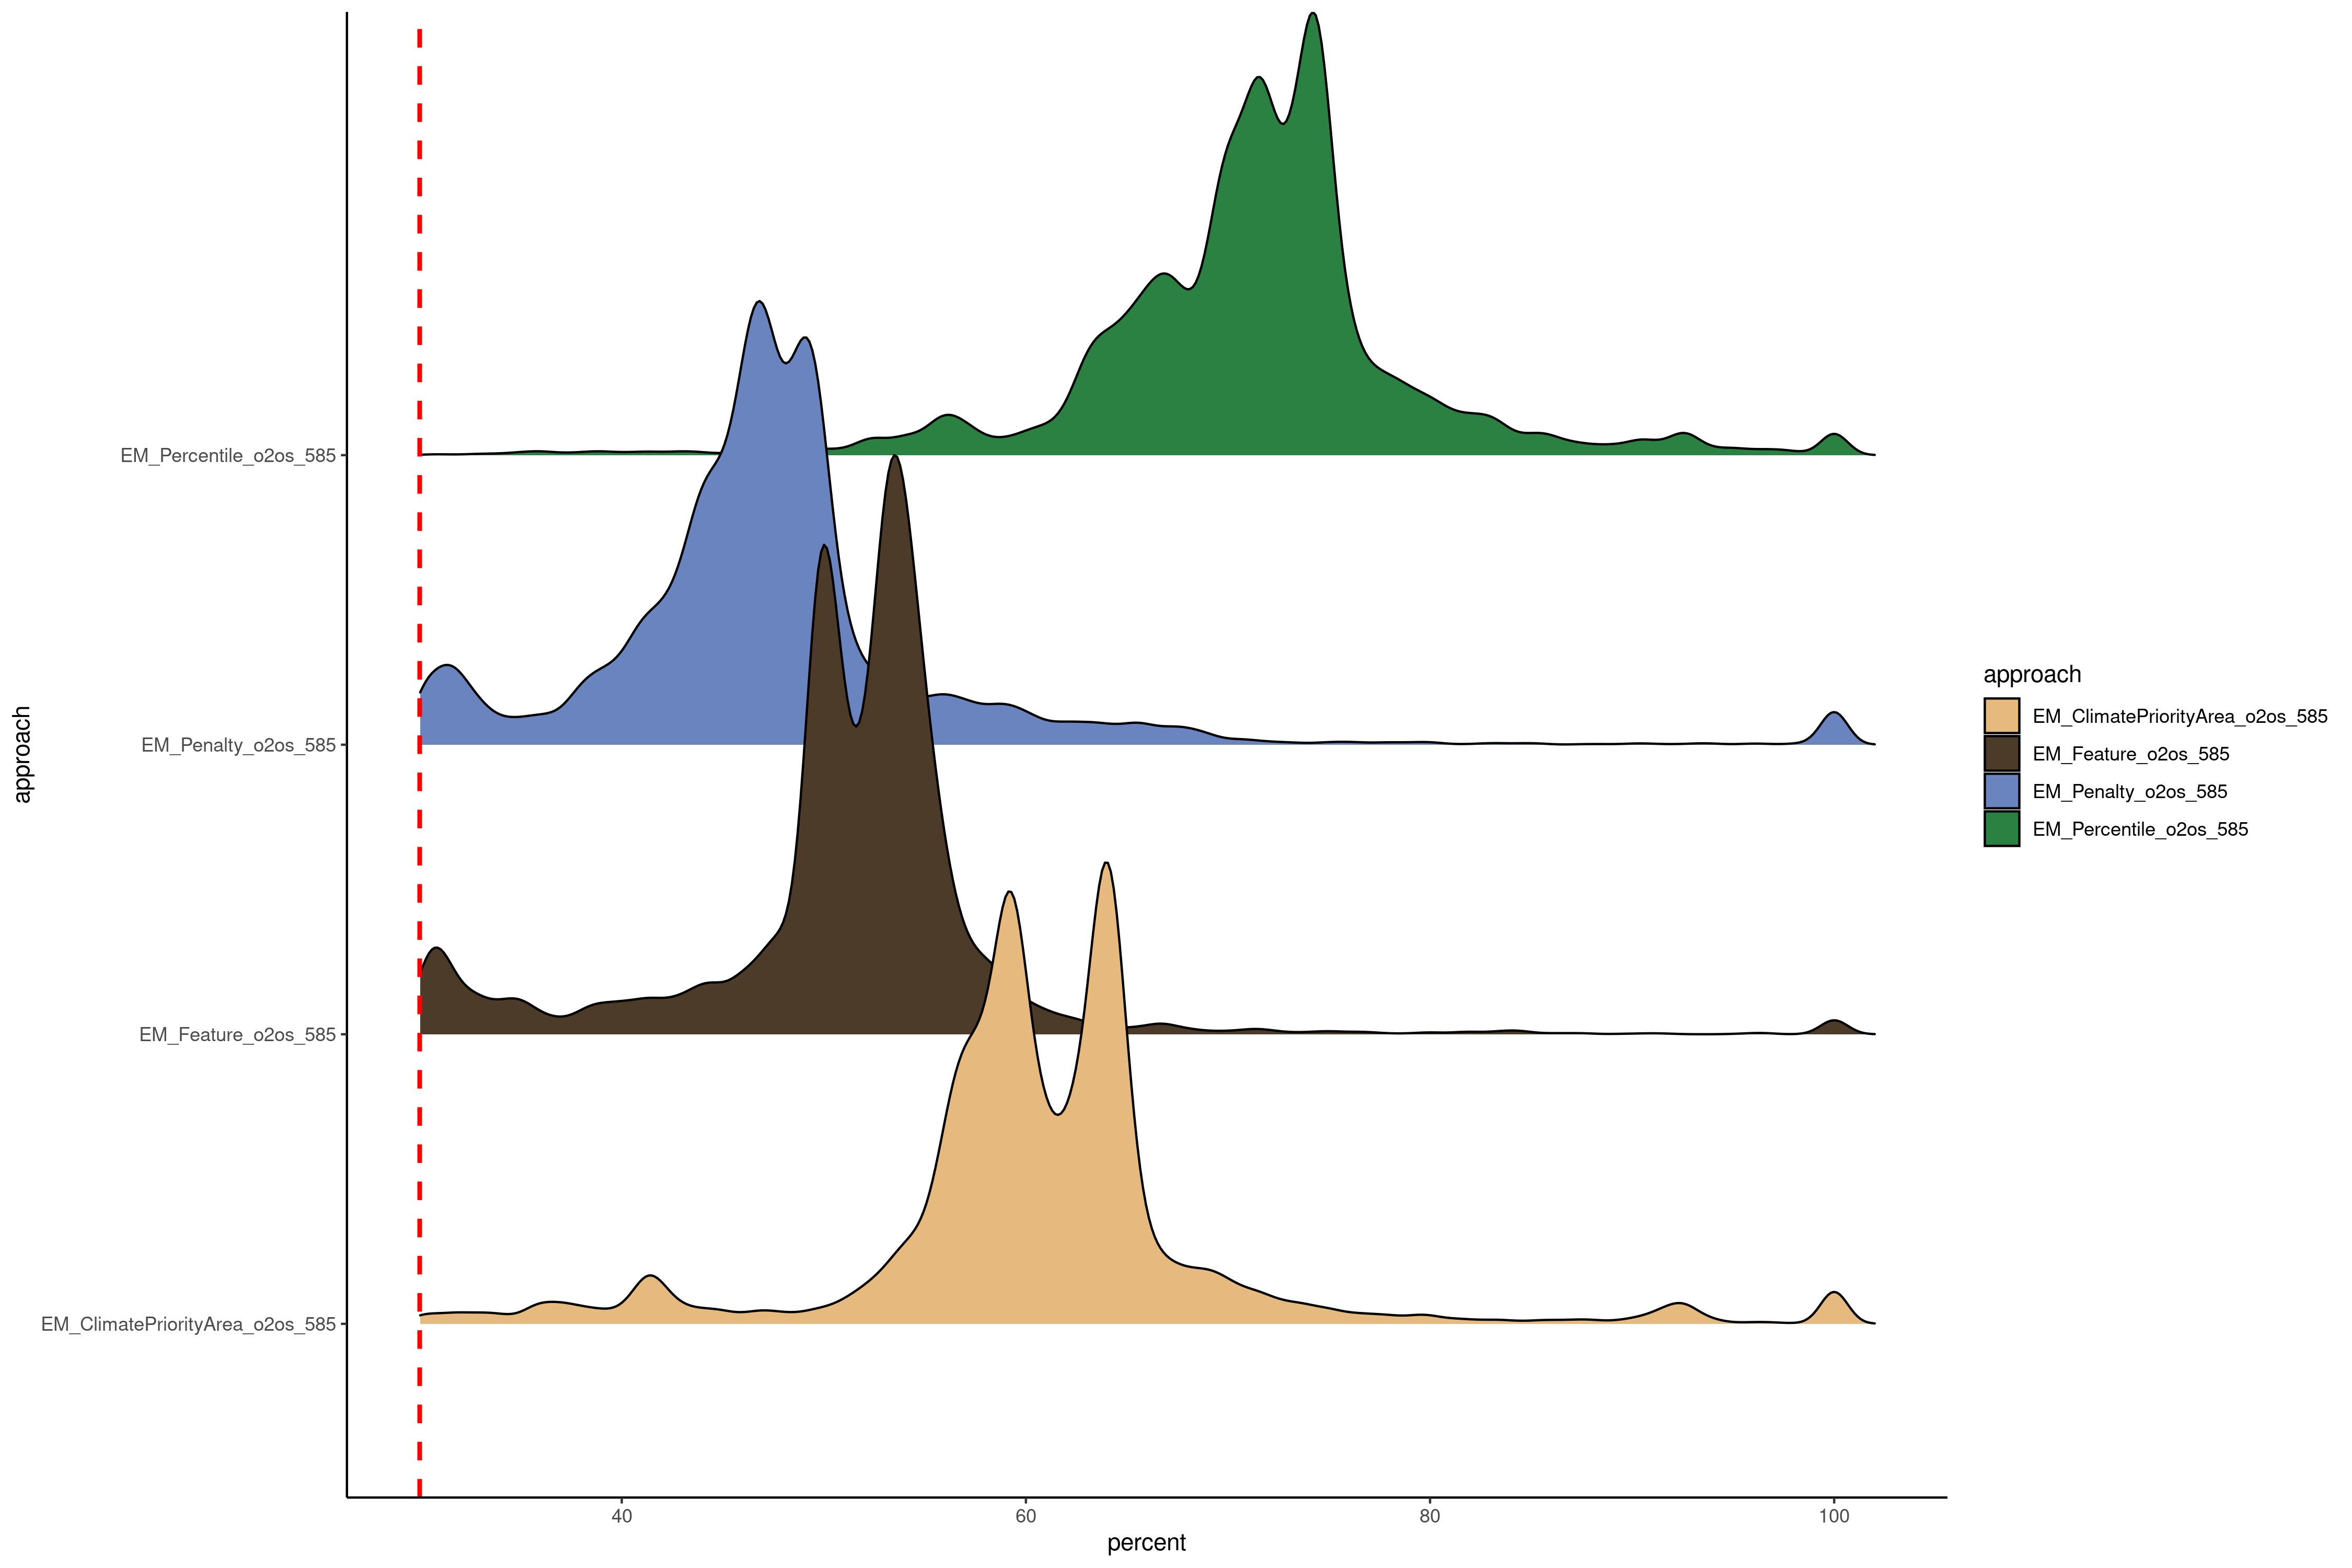 EM_Percentile_o2os_585
EM_Penalty_o2os_585
EM_Feature_o2os_585
EM_ClimatePriorityArea_o2os_585
approach
40
60
80
100
percent
approach
EM_ClimatePriorityArea_o2os_585
EM_Feature_o2os_585
EM_Penalty_o2os_585
EM_Percentile_o2os_585